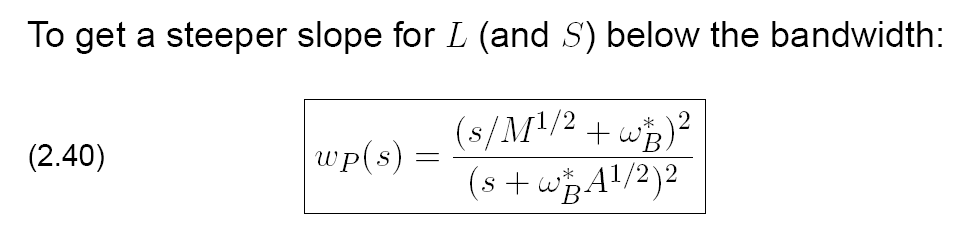 To get a steeper slope for L (and S) below the bandwidth:
(2.40) w_P(s) = (s/M^{1/2} + ω_B^*)^2 / (s + ω_B^* A^{1/2})^2